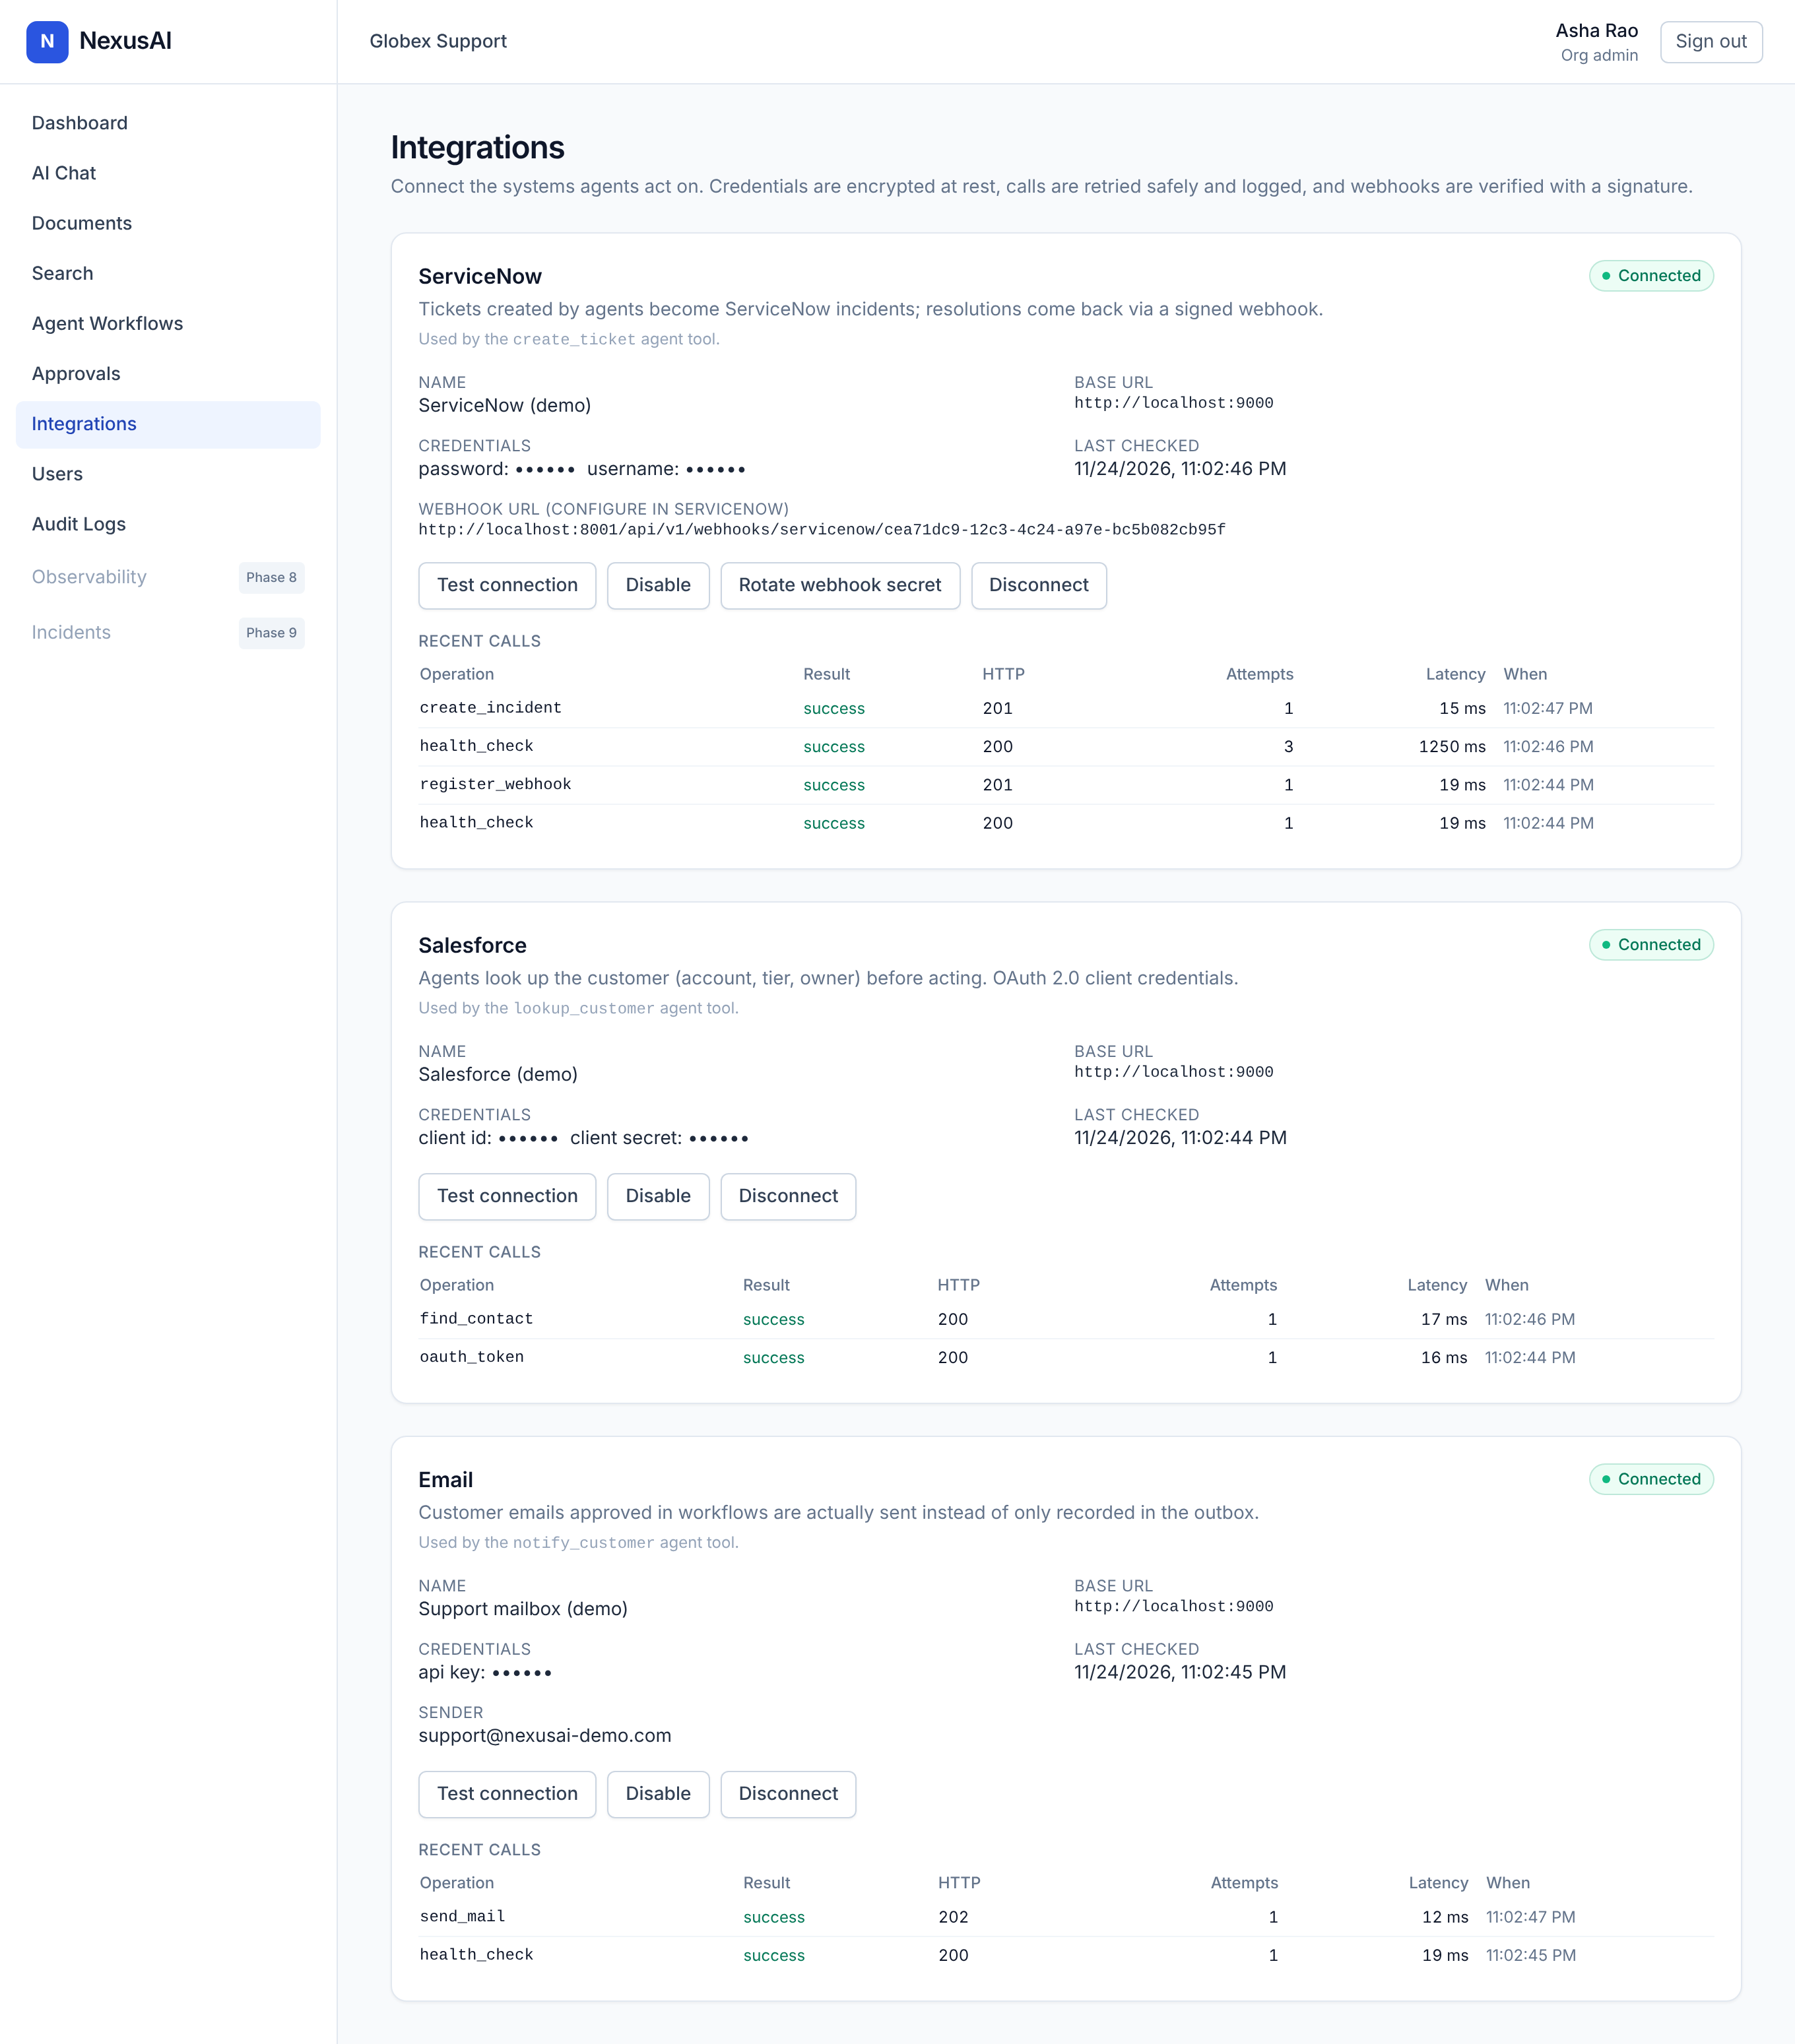 N NexusAI
Globex Support
Asha Rao
Org admin
Sign out
Dashboard
AI Chat
Documents
Search
Agent Workflows
Approvals
Integrations
Users
Audit Logs
Observability Phase 8
Incidents Phase 9
Integrations
Connect the systems agents act on. Credentials are encrypted at rest, calls are retried safely and logged, and webhooks are verified with a signature.
ServiceNow
Connected
Tickets created by agents become ServiceNow incidents; resolutions come back via a signed webhook.
Used by the create_ticket agent tool.
NAME
ServiceNow (demo)
BASE URL
http://localhost:9000
CREDENTIALS
password: •••••• username: ••••••
LAST CHECKED
11/24/2026, 11:02:46 PM
WEBHOOK URL (CONFIGURE IN SERVICENOW)
http://localhost:8001/api/v1/webhooks/servicenow/cea71dc9-12c3-4c24-a97e-bc5b082cb95f
Test connection Disable Rotate webhook secret Disconnect
RECENT CALLS
Operation Result HTTP Attempts Latency When
create_incident success 201 1 15 ms 11:02:47 PM
health_check success 200 3 1250 ms 11:02:46 PM
register_webhook success 201 1 19 ms 11:02:44 PM
health_check success 200 1 19 ms 11:02:44 PM
Salesforce
Connected
Agents look up the customer (account, tier, owner) before acting. OAuth 2.0 client credentials.
Used by the lookup_customer agent tool.
NAME
Salesforce (demo)
BASE URL
http://localhost:9000
CREDENTIALS
client id: •••••• client secret: ••••••
LAST CHECKED
11/24/2026, 11:02:44 PM
Test connection Disable Disconnect
RECENT CALLS
Operation Result HTTP Attempts Latency When
find_contact success 200 1 17 ms 11:02:46 PM
oauth_token success 200 1 16 ms 11:02:44 PM
Email
Connected
Customer emails approved in workflows are actually sent instead of only recorded in the outbox.
Used by the notify_customer agent tool.
NAME
Support mailbox (demo)
BASE URL
http://localhost:9000
CREDENTIALS
api key: ••••••
LAST CHECKED
11/24/2026, 11:02:45 PM
SENDER
support@nexusai-demo.com
Test connection Disable Disconnect
RECENT CALLS
Operation Result HTTP Attempts Latency When
send_mail success 202 1 12 ms 11:02:47 PM
health_check success 200 1 19 ms 11:02:45 PM